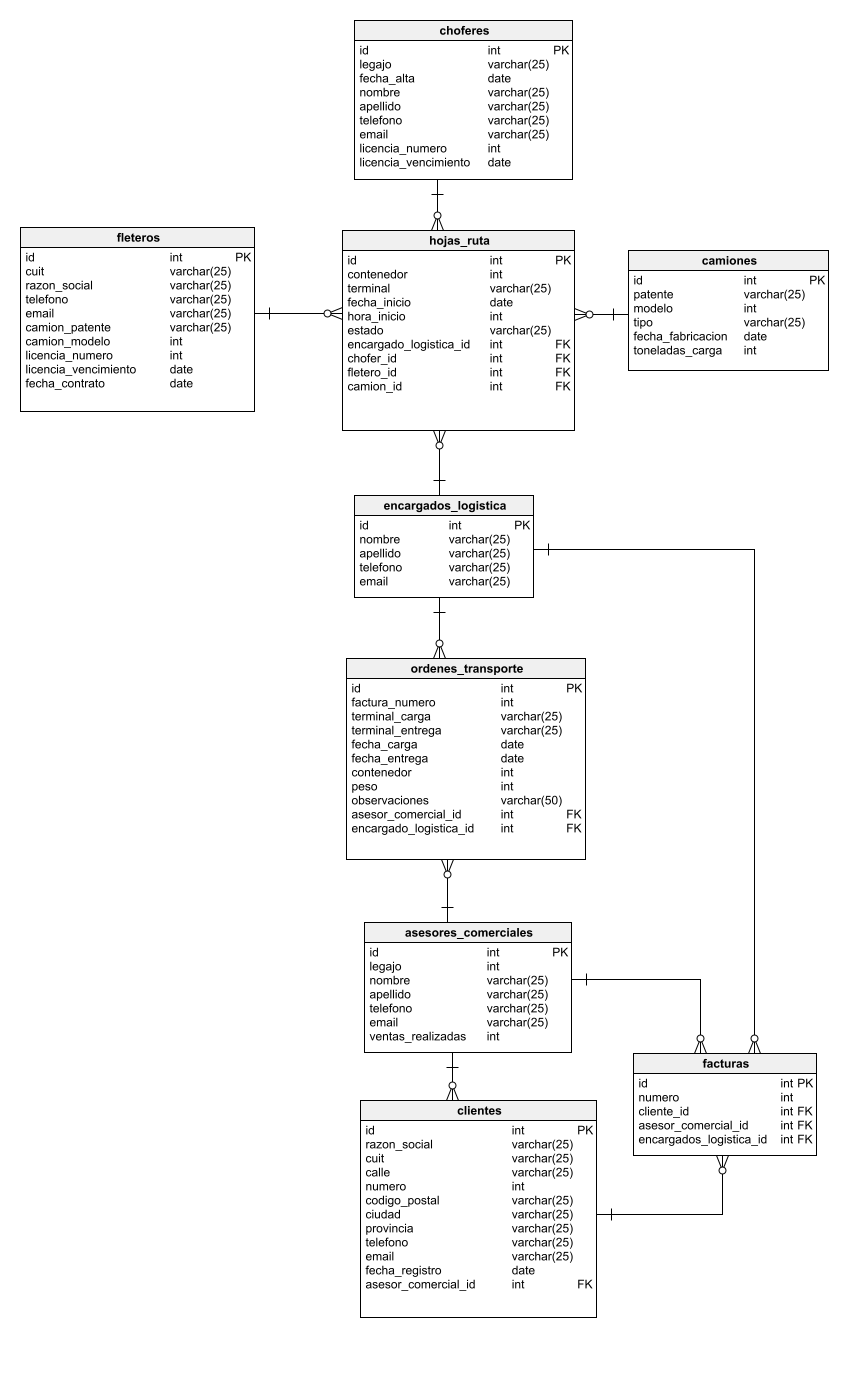 choferes
id int PK
legajo varchar(25)
fecha_alta date
nombre varchar(25)
apellido varchar(25)
telefono varchar(25)
email varchar(25)
licencia_numero int
licencia_vencimiento date
fleteros
id int PK
cuit varchar(25)
razon_social varchar(25)
telefono varchar(25)
email varchar(25)
camion_patente varchar(25)
camion_modelo int
licencia_numero int
licencia_vencimiento date
fecha_contrato date
hojas_ruta
id int PK
contenedor int
terminal varchar(25)
fecha_inicio date
hora_inicio int
estado varchar(25)
encargado_logistica_id int FK
chofer_id int FK
fletero_id int FK
camion_id int FK
camiones
id int PK
patente varchar(25)
modelo int
tipo varchar(25)
fecha_fabricacion date
toneladas_carga int
encargados_logistica
id int PK
nombre varchar(25)
apellido varchar(25)
telefono varchar(25)
email varchar(25)
ordenes_transporte
id int PK
factura_numero int
terminal_carga varchar(25)
terminal_entrega varchar(25)
fecha_carga date
fecha_entrega date
contenedor int
peso int
observaciones varchar(50)
asesor_comercial_id int FK
encargado_logistica_id int FK
asesores_comerciales
id int PK
legajo int
nombre varchar(25)
apellido varchar(25)
telefono varchar(25)
email varchar(25)
ventas_realizadas int
facturas
id int PK
numero int
cliente_id int FK
asesor_comercial_id int FK
encargados_logistica_id int FK
clientes
id int PK
razon_social varchar(25)
cuit varchar(25)
calle varchar(25)
numero int
codigo_postal varchar(25)
ciudad varchar(25)
provincia varchar(25)
telefono varchar(25)
email varchar(25)
fecha_registro date
asesor_comercial_id int FK